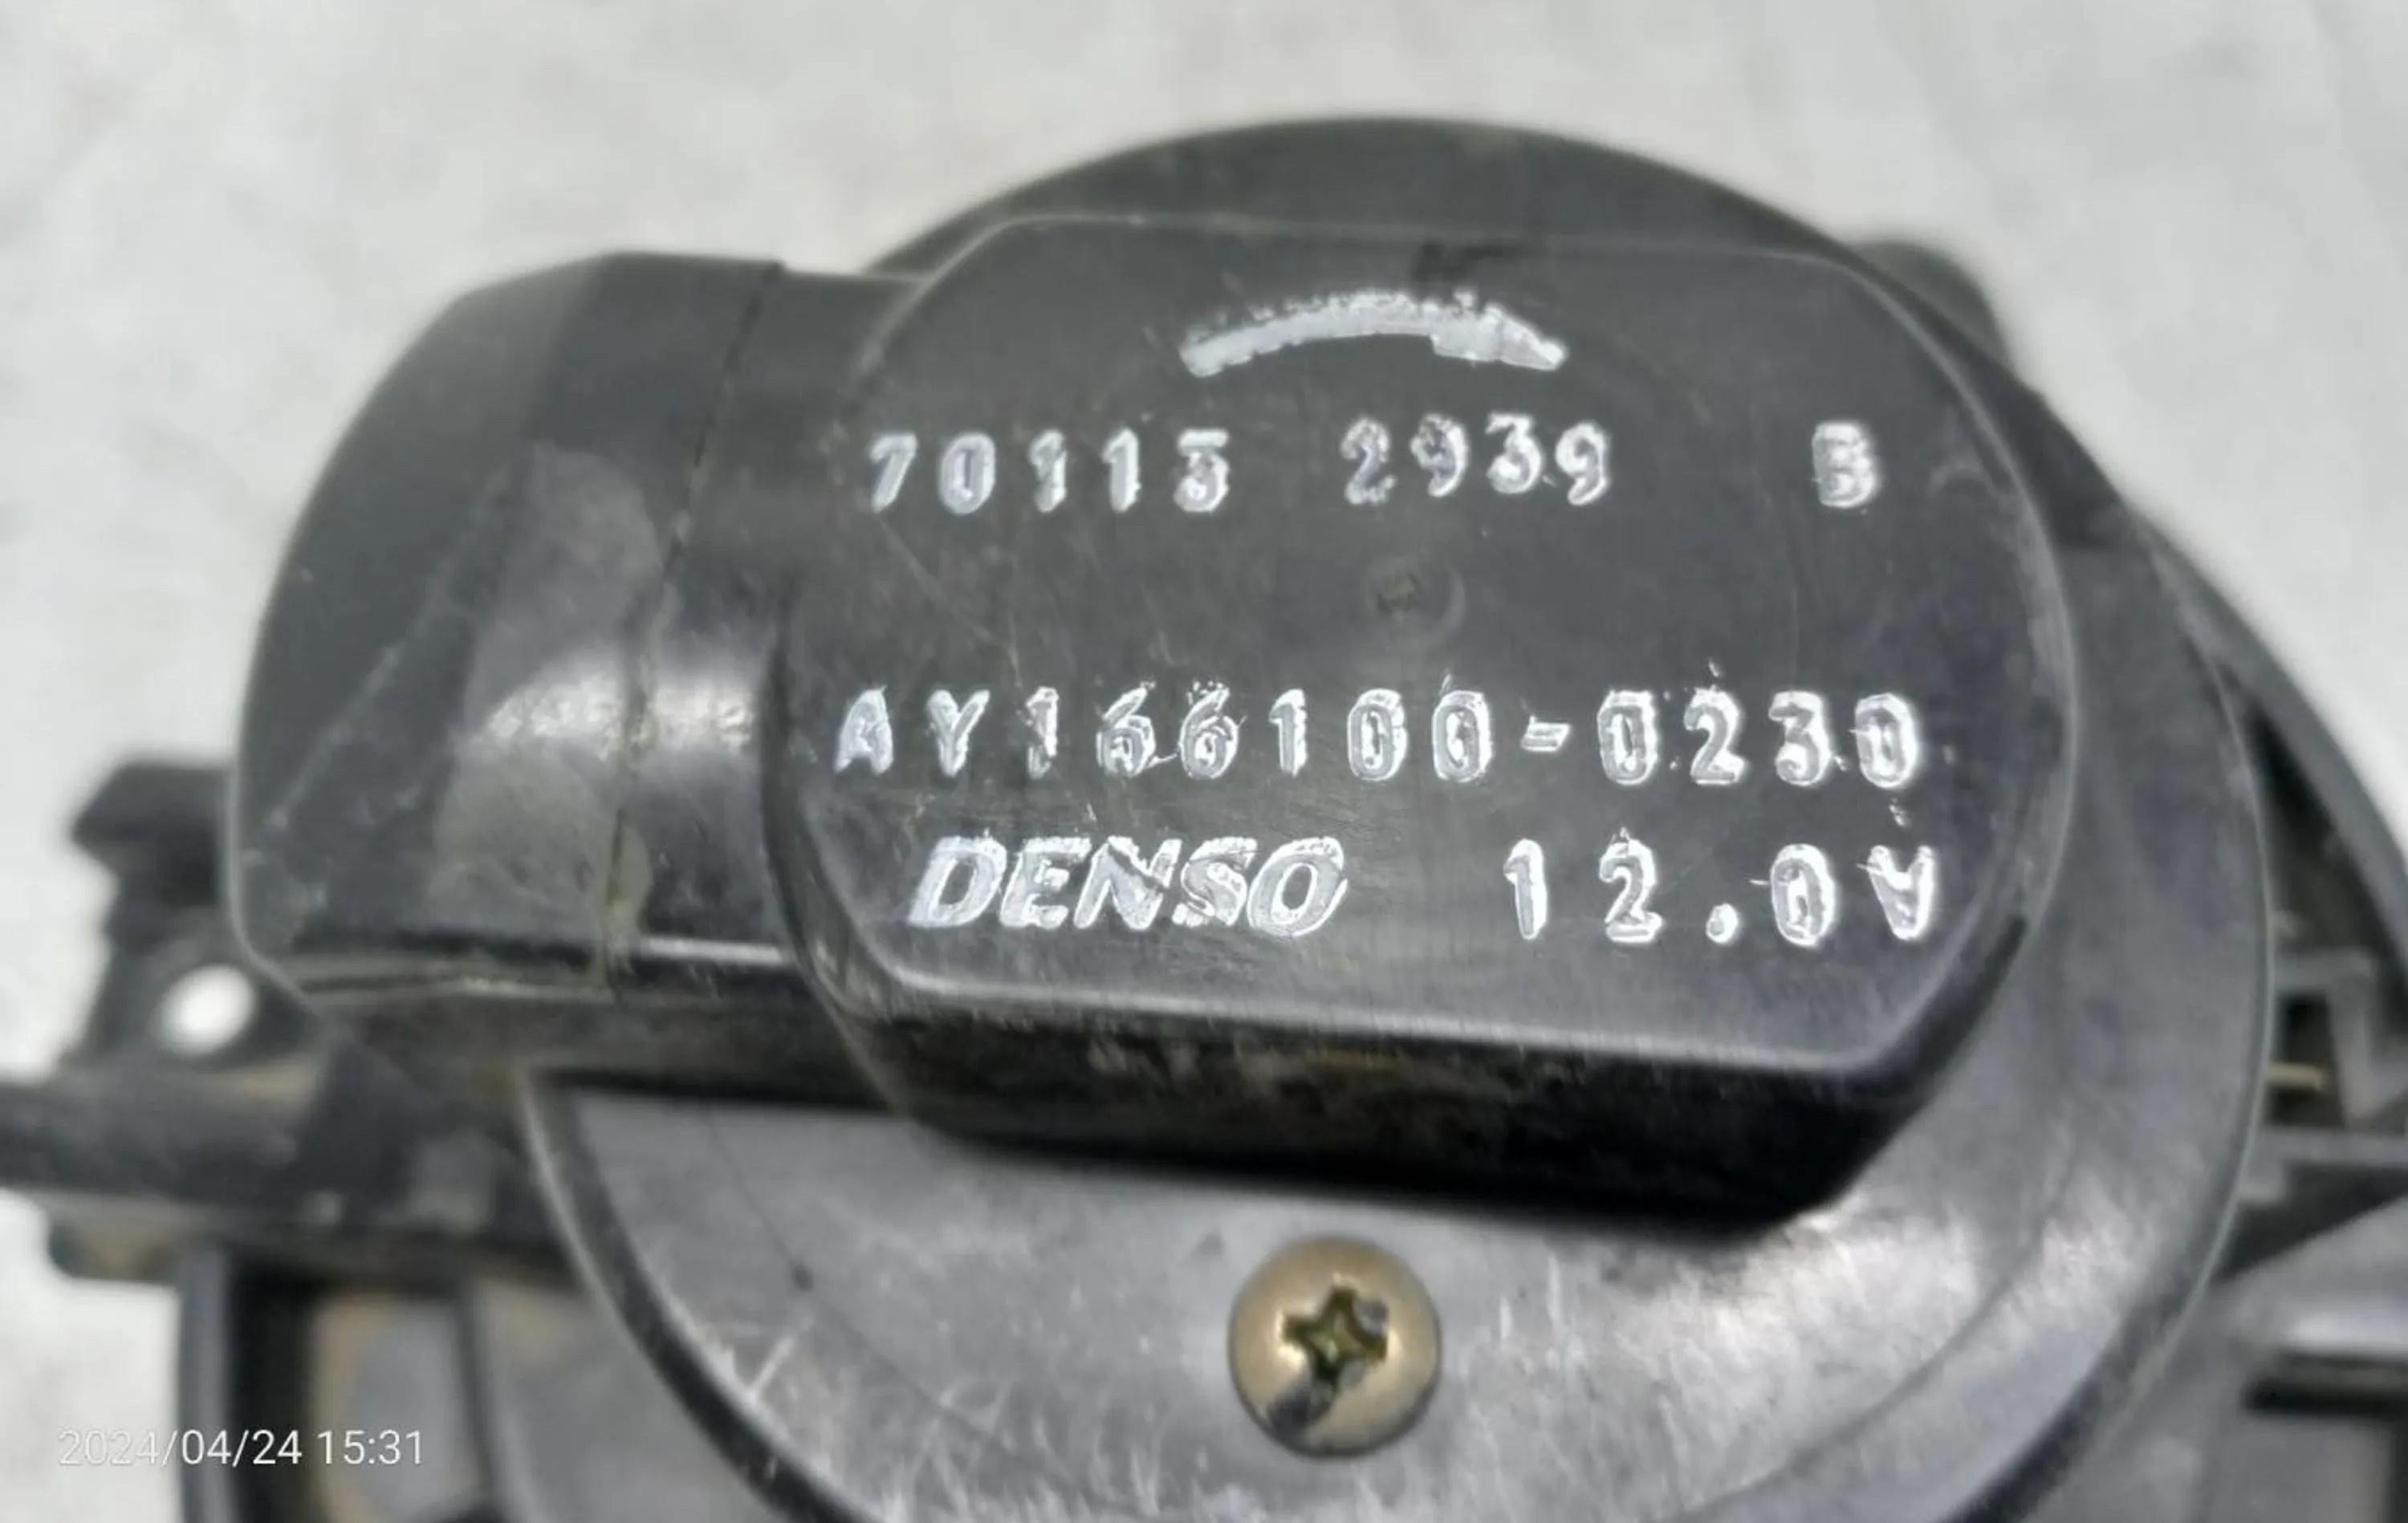 70115 2939 B
AY166100-0230
DENSO 12.0V
2024/04/24 15:31